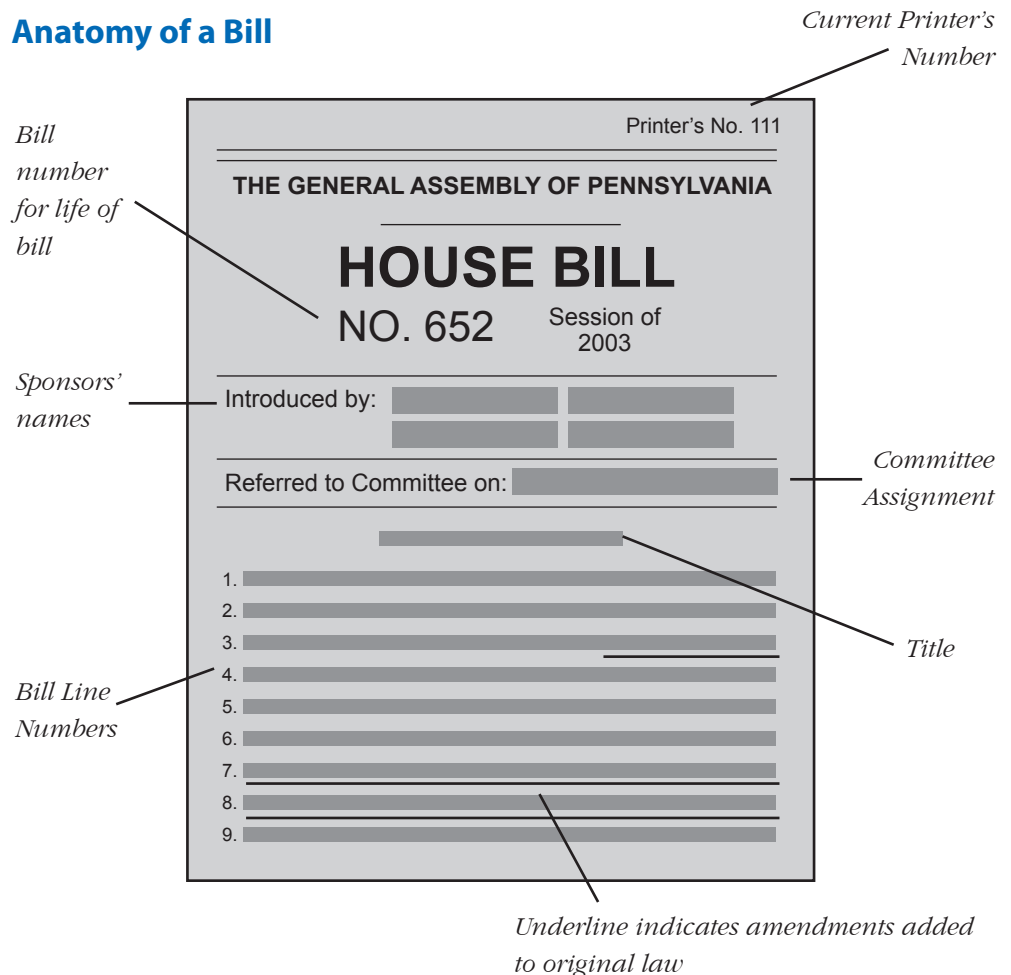 Anatomy of a Bill
Current Printer's
Number
Printer's No. 111
Bill
number
for life of
bill
THE GENERAL ASSEMBLY OF PENNSYLVANIA
HOUSE BILL
NO. 652
Session of
2003
Sponsors'
names
Introduced by:
Referred to Committee on:
Committee
Assignment
1.
2.
3.
Title
4.
Bill Line
Numbers
5.
6.
7.
8.
9.
Underline indicates amendments added
to original law